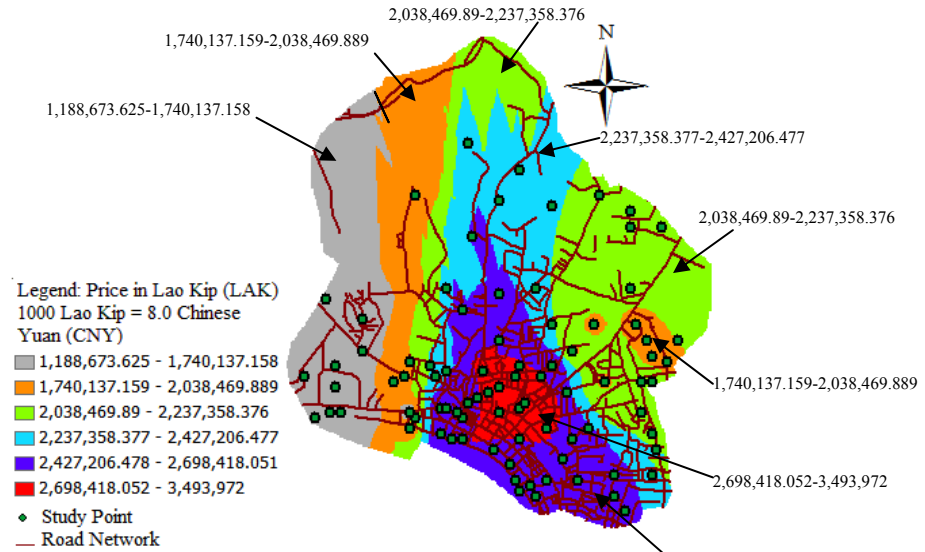 2,038,469.89-2,237,358.376
1,740,137.159-2,038,469.889
N
1,188,673.625-1,740,137.158
2,237,358.377-2,427,206.477
2,038,469.89-2,237,358.376
Legend: Price in Lao Kip (LAK)
1000 Lao Kip = 8.0 Chinese
Yuan (CNY)
1,188,673.625 - 1,740,137.158
1,740,137.159 - 2,038,469.889
2,038,469.89 - 2,237,358.376
2,237,358.377 - 2,427,206.477
2,427,206.478 - 2,698,418.051
2,698,418.052 - 3,493,972
Study Point
Road Network
1,740,137.159-2,038,469.889
2,698,418.052-3,493,972